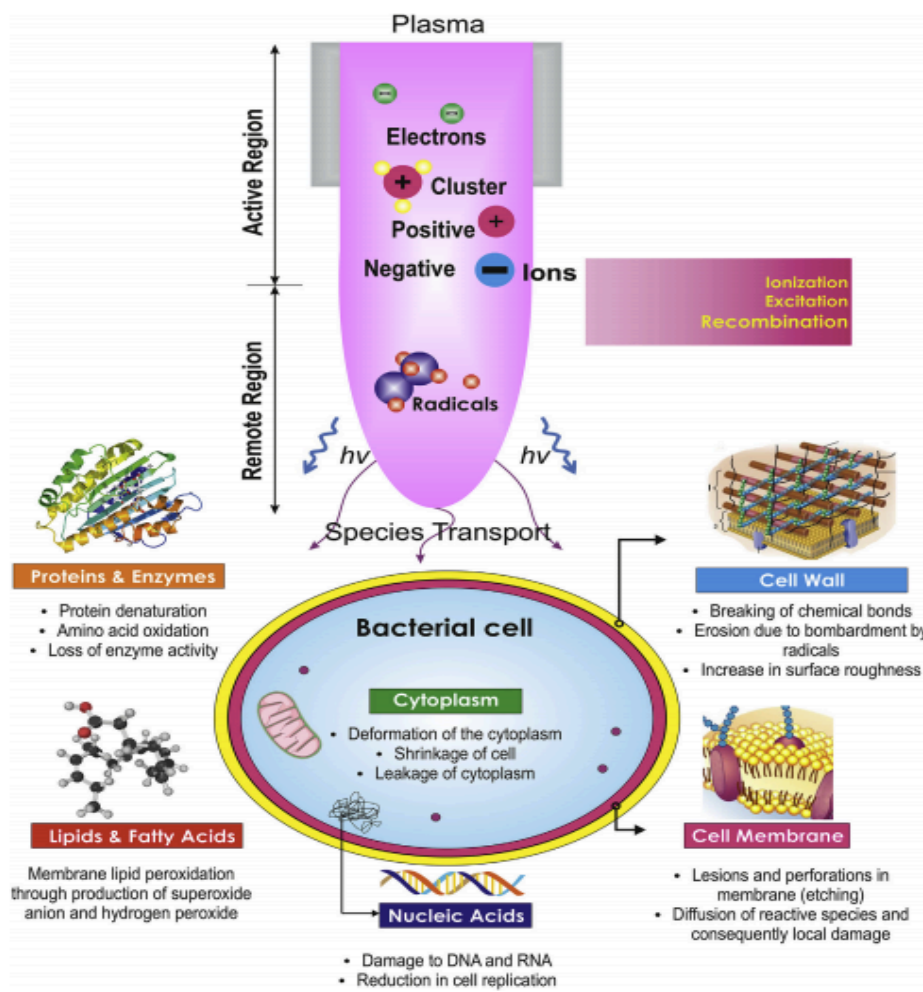 Plasma
Active Region
Electrons
Cluster
Positive
Negative
Ions
Ionization
Excitation
Recombination
Remote Region
Radicals
hν
hν
Species Transport
Proteins & Enzymes
• Protein denaturation
• Amino acid oxidation
• Loss of enzyme activity
Cell Wall
• Breaking of chemical bonds
• Erosion due to bombardment by
radicals
• Increase in surface roughness
Bacterial cell
Cytoplasm
• Deformation of the cytoplasm
• Shrinkage of cell
• Leakage of cytoplasm
Lipids & Fatty Acids
Membrane lipid peroxidation
through production of superoxide
anion and hydrogen peroxide
Cell Membrane
• Lesions and perforations in
membrane (etching)
• Diffusion of reactive species and
consequently local damage
Nucleic Acids
• Damage to DNA and RNA
• Reduction in cell replication